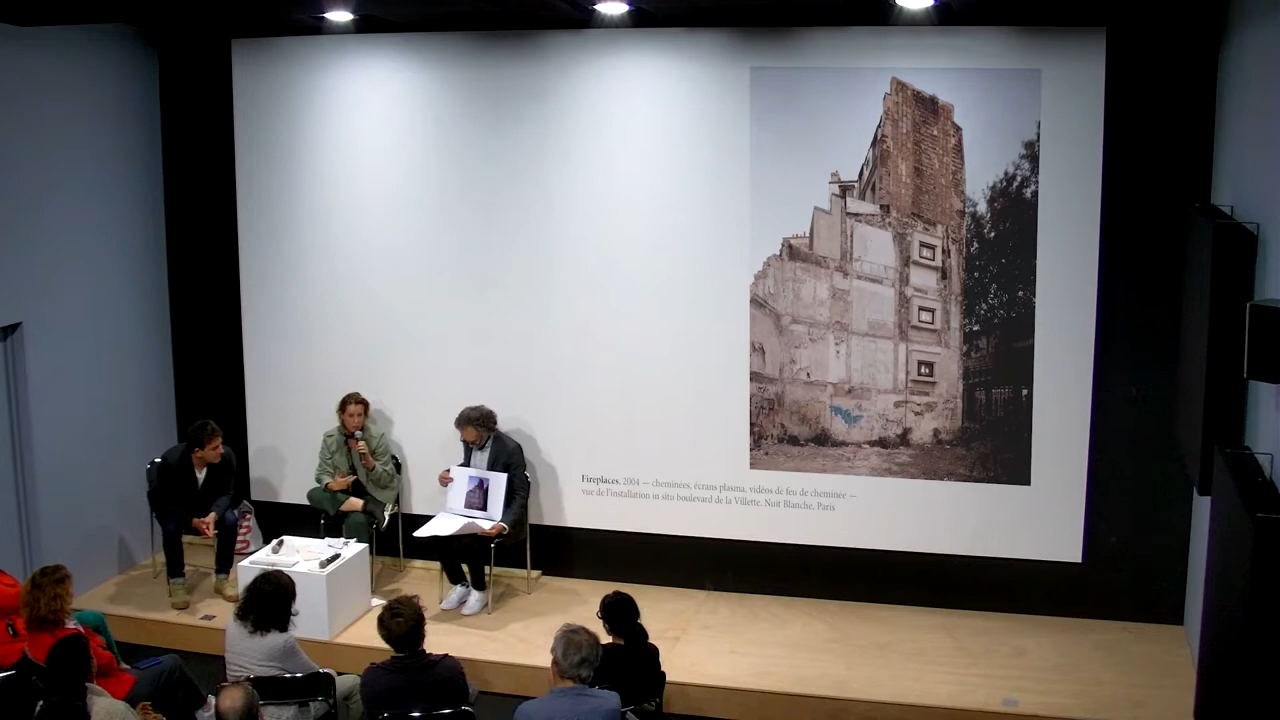 Fireplaces, 2004 — cheminées, écrans plasma, vidéos de feu de cheminée —
vue de l'installation in situ boulevard de la Villette. Nuit Blanche, Paris